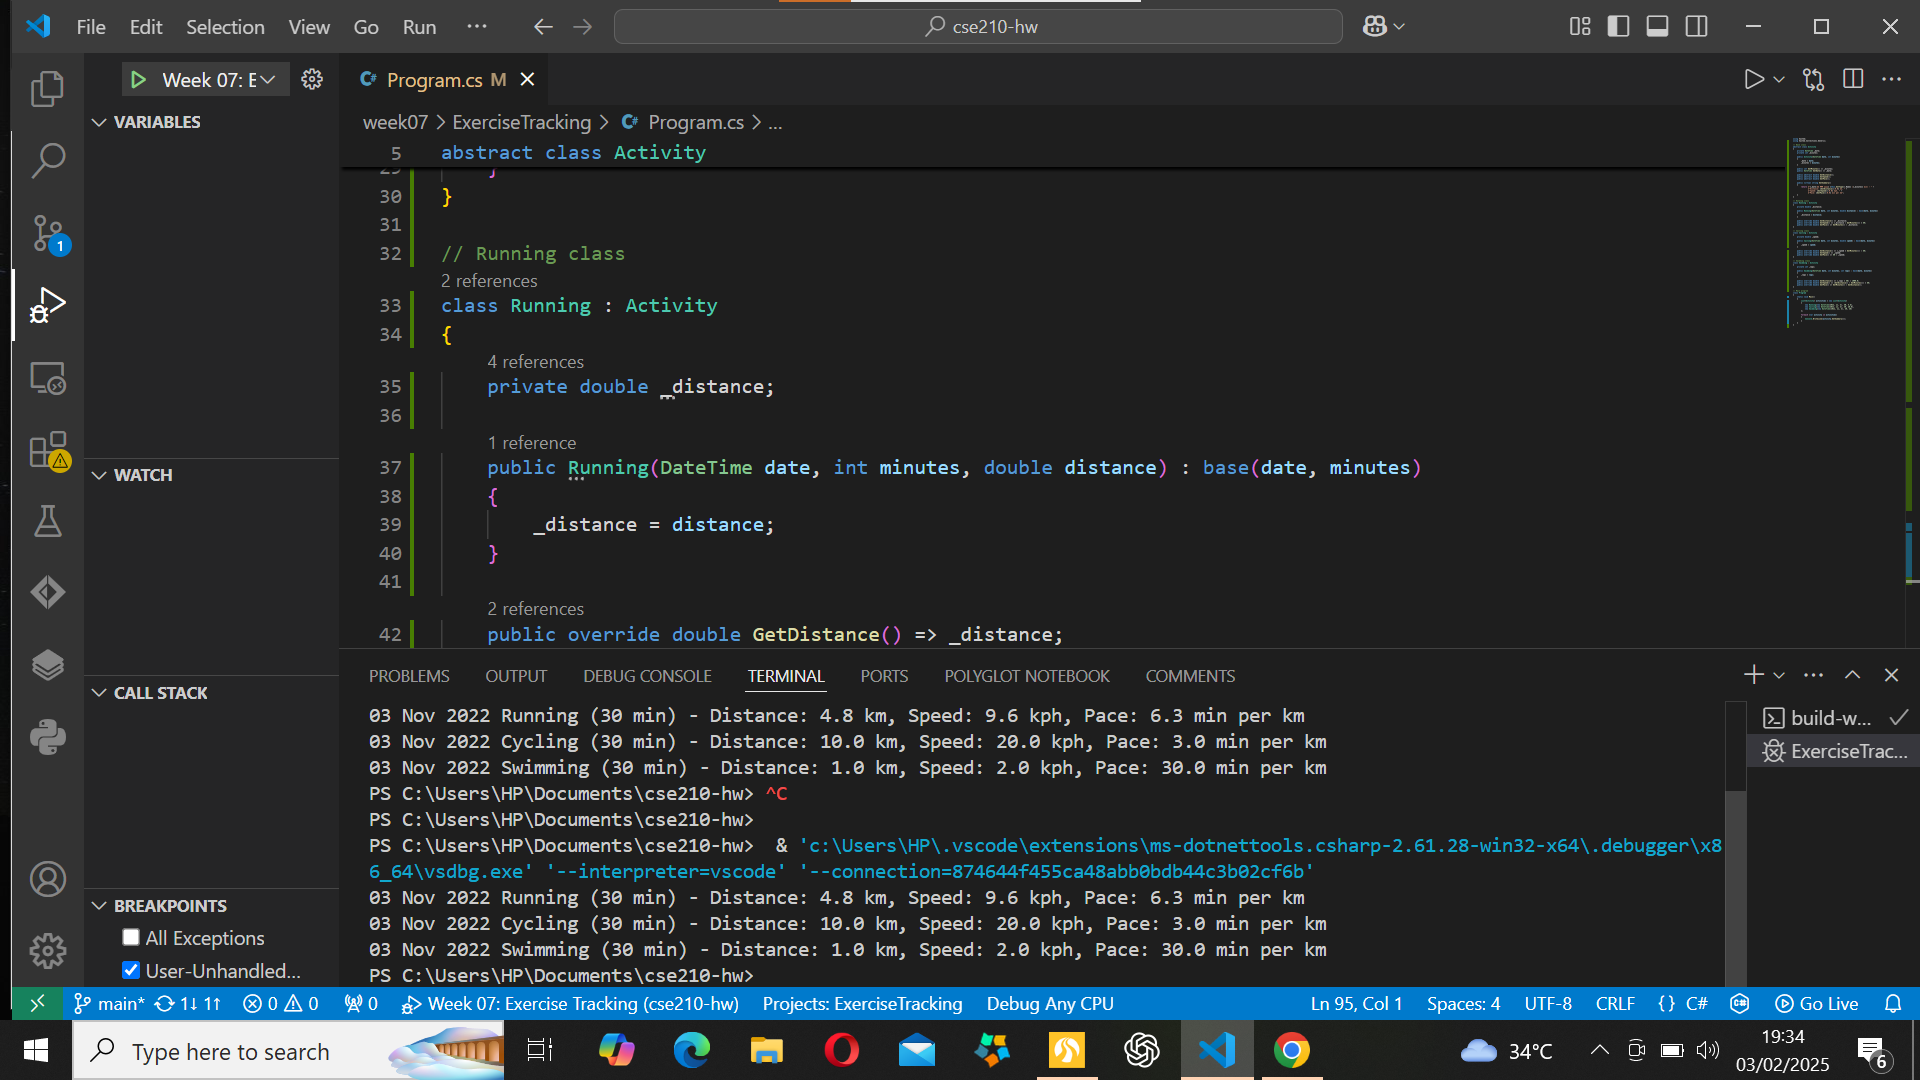 File Edit Selection View Go Run ···
cse210-hw
Week 07: E
Program.cs M
VARIABLES
week07 > ExerciseTracking > Program.cs > ...
5 abstract class Activity
29 }
30 }
31
32 // Running class
2 references
33 class Running : Activity
34 {
4 references
35 private double _distance;
36
1 reference
37 public Running(DateTime date, int minutes, double distance) : base(date, minutes)
38 {
39 _distance = distance;
40 }
41
2 references
42 public override double GetDistance() => _distance;
WATCH
CALL STACK
BREAKPOINTS
All Exceptions
User-Unhandled...
1
PROBLEMS OUTPUT DEBUG CONSOLE TERMINAL PORTS POLYGLOT NOTEBOOK COMMENTS
03 Nov 2022 Running (30 min) - Distance: 4.8 km, Speed: 9.6 kph, Pace: 6.3 min per km
03 Nov 2022 Cycling (30 min) - Distance: 10.0 km, Speed: 20.0 kph, Pace: 3.0 min per km
03 Nov 2022 Swimming (30 min) - Distance: 1.0 km, Speed: 2.0 kph, Pace: 30.0 min per km
PS C:\Users\HP\Documents\cse210-hw> ^C
PS C:\Users\HP\Documents\cse210-hw>
PS C:\Users\HP\Documents\cse210-hw>  & 'c:\Users\HP\.vscode\extensions\ms-dotnettools.csharp-2.61.28-win32-x64\.debugger\x8
6_64\vsdbg.exe' '--interpreter=vscode' '--connection=874644f455ca48abb0bdb44c3b02cf6b'
03 Nov 2022 Running (30 min) - Distance: 4.8 km, Speed: 9.6 kph, Pace: 6.3 min per km
03 Nov 2022 Cycling (30 min) - Distance: 10.0 km, Speed: 20.0 kph, Pace: 3.0 min per km
03 Nov 2022 Swimming (30 min) - Distance: 1.0 km, Speed: 2.0 kph, Pace: 30.0 min per km
PS C:\Users\HP\Documents\cse210-hw>
build-w...
ExerciseTrac...
main* 1↓ 1↑ 0 0 0 Week 07: Exercise Tracking (cse210-hw) Projects: ExerciseTracking Debug Any CPU Ln 95, Col 1 Spaces: 4 UTF-8 CRLF {} C# Go Live
Type here to search
34°C
19:34
03/02/2025
6